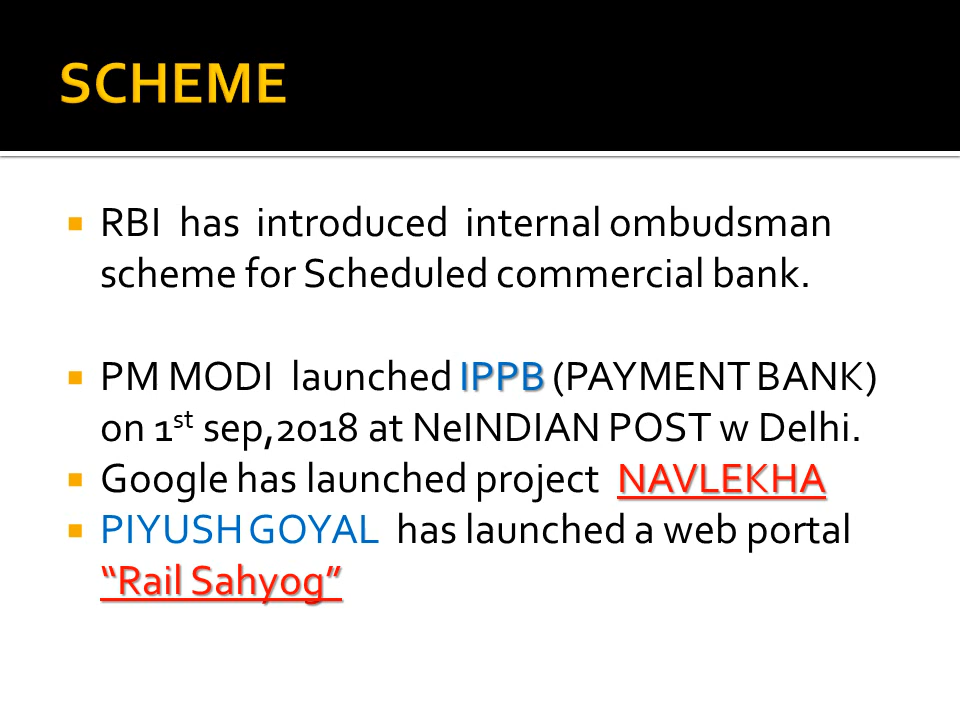 SCHEME
RBI has introduced internal ombudsman
scheme for Scheduled commercial bank.
PM MODI launched IPPB (PAYMENT BANK)
on 1st sep,2018 at NeINDIAN POST w Delhi.
Google has launched project NAVLEKHA
PIYUSH GOYAL has launched a web portal
“Rail Sahyog”